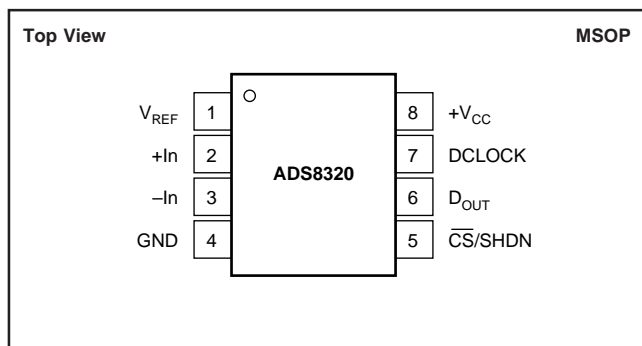 Top View MSOP
V_REF 1 8 +V_CC
+In 2 7 DCLOCK
ADS8320
–In 3 6 D_OUT
GND 4 5 C̅S̅/SHDN